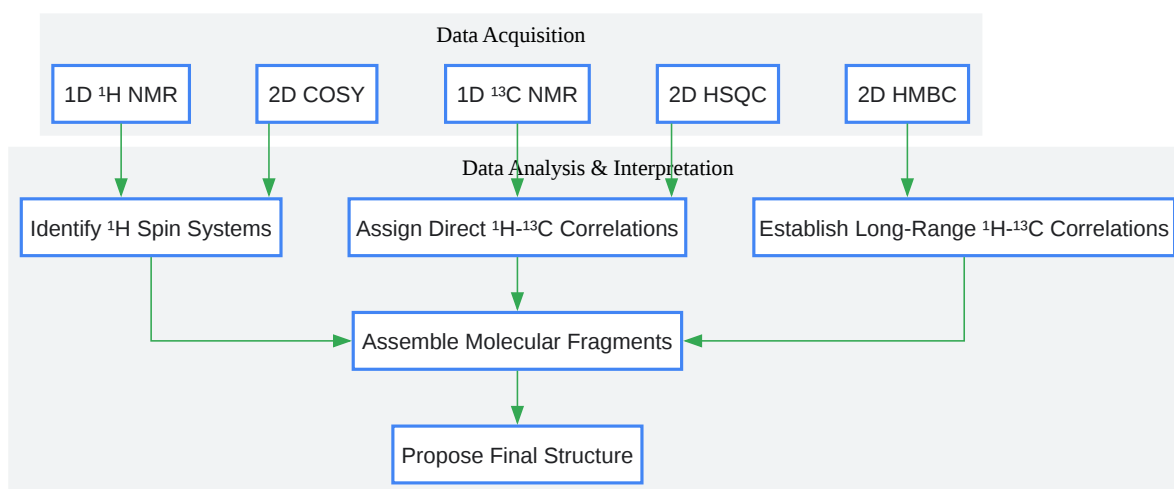 Data Acquisition
1D ¹H NMR
2D COSY
1D ¹³C NMR
2D HSQC
2D HMBC
Data Analysis & Interpretation
Identify ¹H Spin Systems
Assign Direct ¹H-¹³C Correlations
Establish Long-Range ¹H-¹³C Correlations
Assemble Molecular Fragments
Propose Final Structure